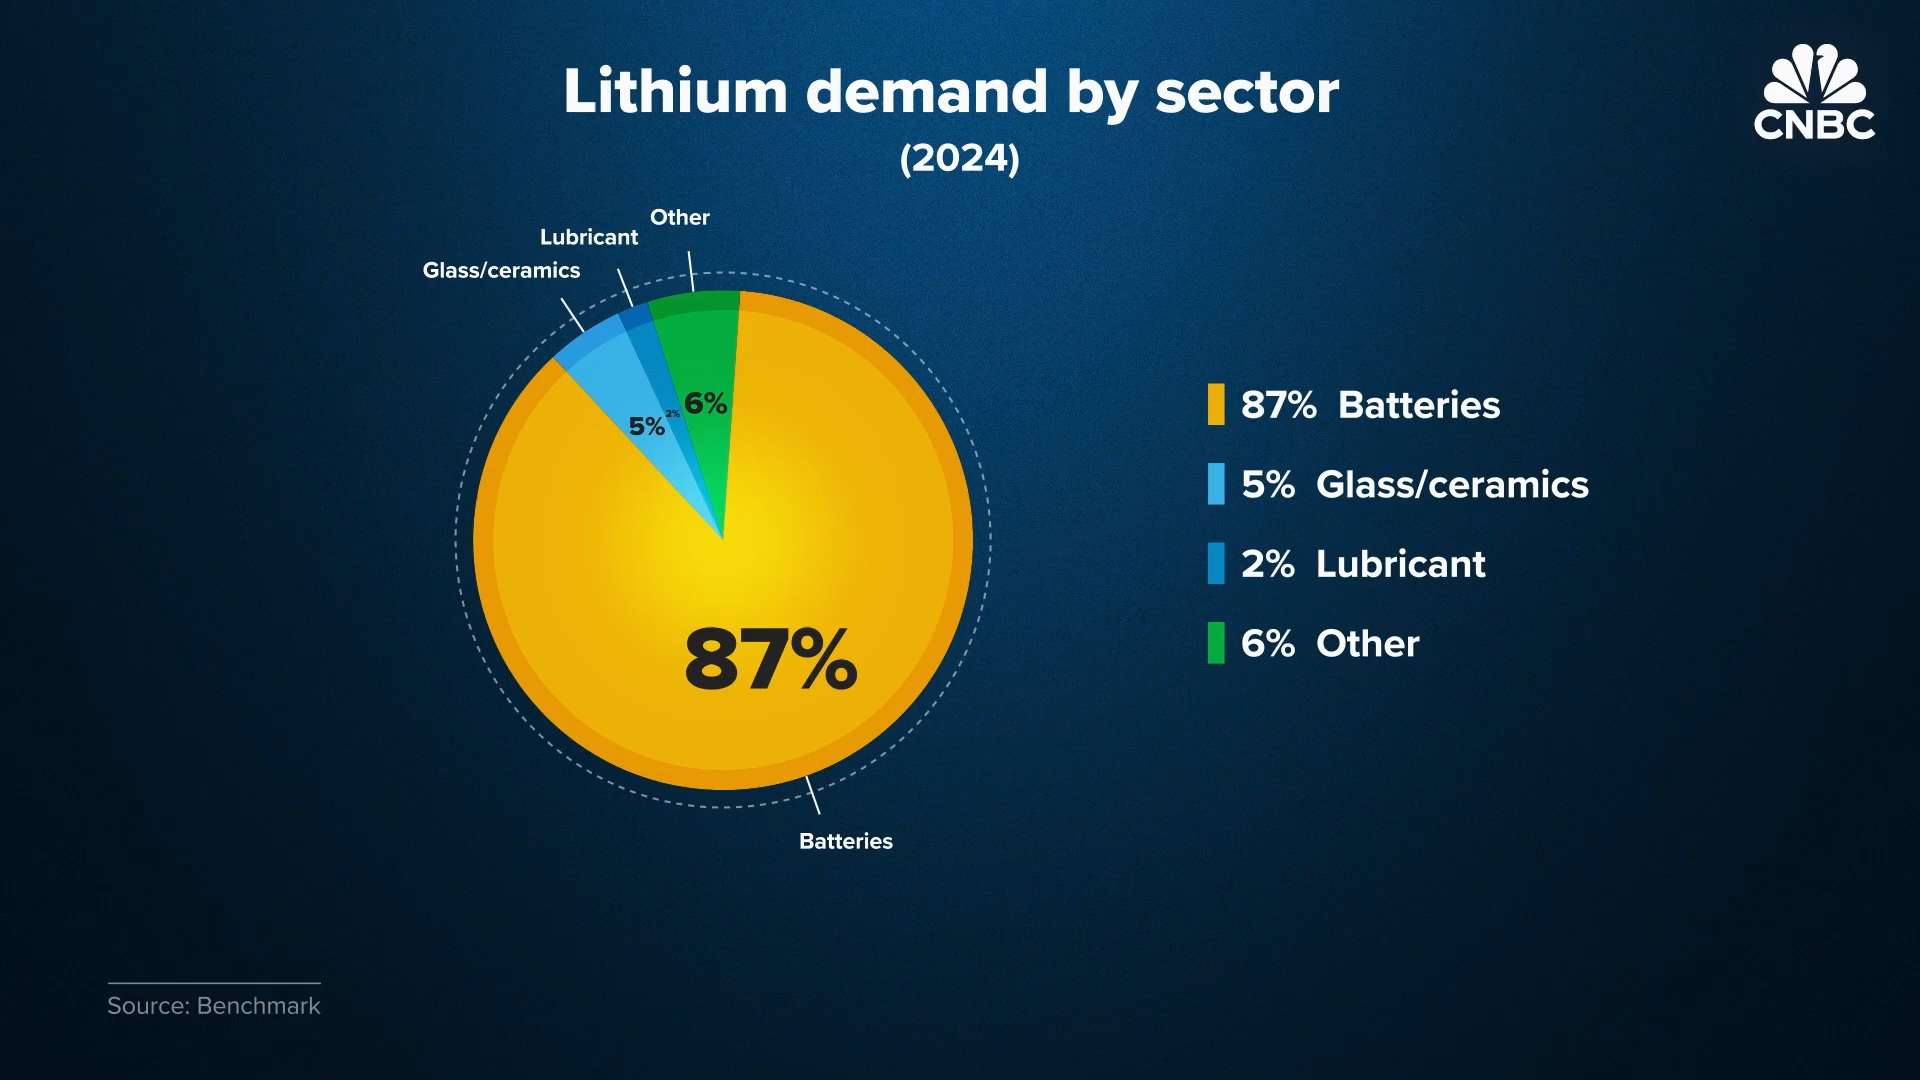 Lithium demand by sector
(2024)
CNBC
Other
Lubricant
Glass/ceramics
6%
2%
5%
87%
Batteries
87% Batteries
5% Glass/ceramics
2% Lubricant
6% Other
Source: Benchmark